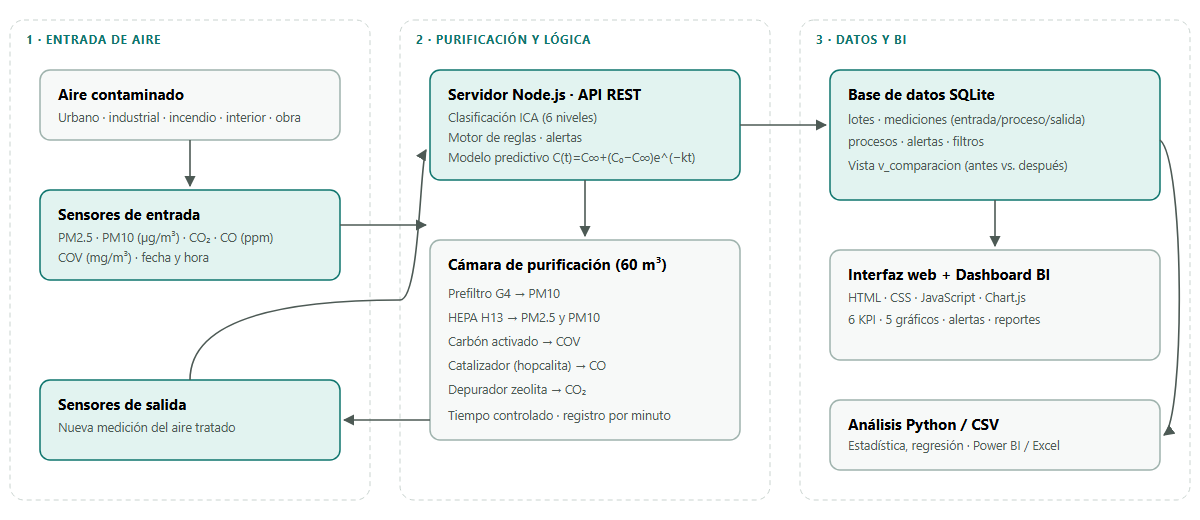 1 · ENTRADA DE AIRE
Aire contaminado
Urbano · industrial · incendio · interior · obra
Sensores de entrada
PM2.5 · PM10 (µg/m³) · CO₂ · CO (ppm)
COV (mg/m³) · fecha y hora
Sensores de salida
Nueva medición del aire tratado
2 · PURIFICACIÓN Y LÓGICA
Servidor Node.js · API REST
Clasificación ICA (6 niveles)
Motor de reglas · alertas
Modelo predictivo C(t)=C∞+(C₀−C∞)e^(−kt)
Cámara de purificación (60 m³)
Prefiltro G4 → PM10
HEPA H13 → PM2.5 y PM10
Carbón activado → COV
Catalizador (hopcalita) → CO
Depurador zeolita → CO₂
Tiempo controlado · registro por minuto
3 · DATOS Y BI
Base de datos SQLite
lotes · mediciones (entrada/proceso/salida)
procesos · alertas · filtros
Vista v_comparacion (antes vs. después)
Interfaz web + Dashboard BI
HTML · CSS · JavaScript · Chart.js
6 KPI · 5 gráficos · alertas · reportes
Análisis Python / CSV
Estadística, regresión · Power BI / Excel